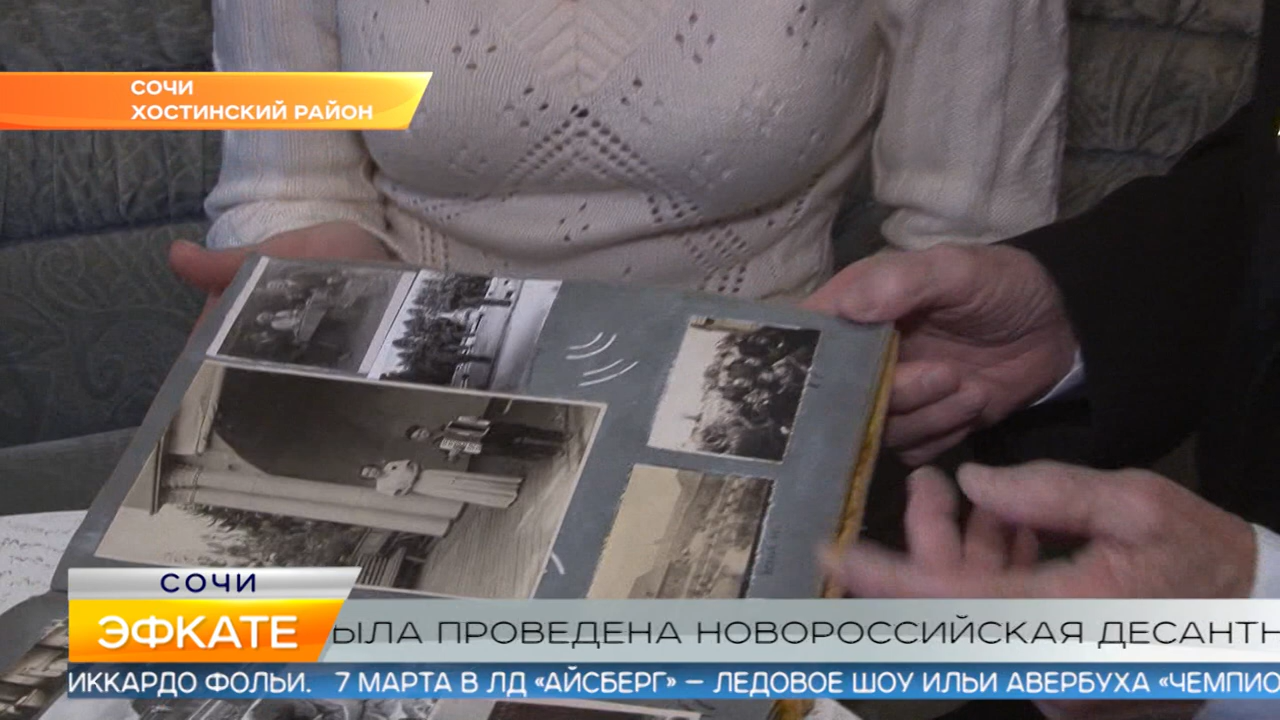 СОЧИ
ХОСТИНСКИЙ РАЙОН
СОЧИ
ЭФКАТЕ
ЫЛА ПРОВЕДЕНА НОВОРОССИЙСКАЯ ДЕСАНТН
ИККАРДО ФОЛЬИ. 7 МАРТА В ЛД «АЙСБЕРГ» – ЛЕДОВОЕ ШОУ ИЛЬИ АВЕРБУХА «ЧЕМПИО